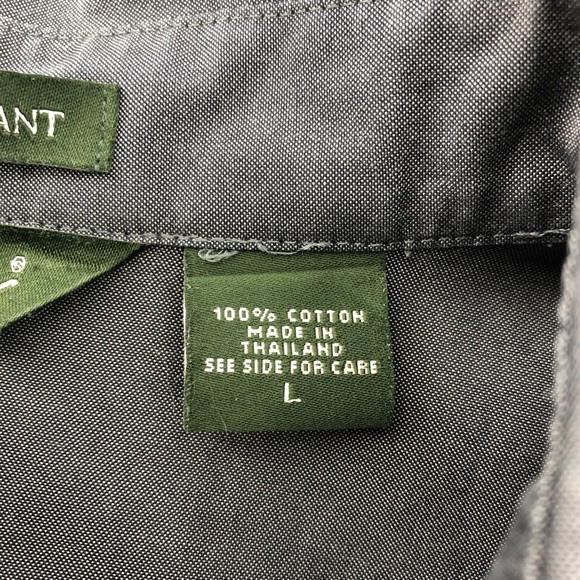 ANT
®
100% COTTON
MADE IN
THAILAND
SEE SIDE FOR CARE
L